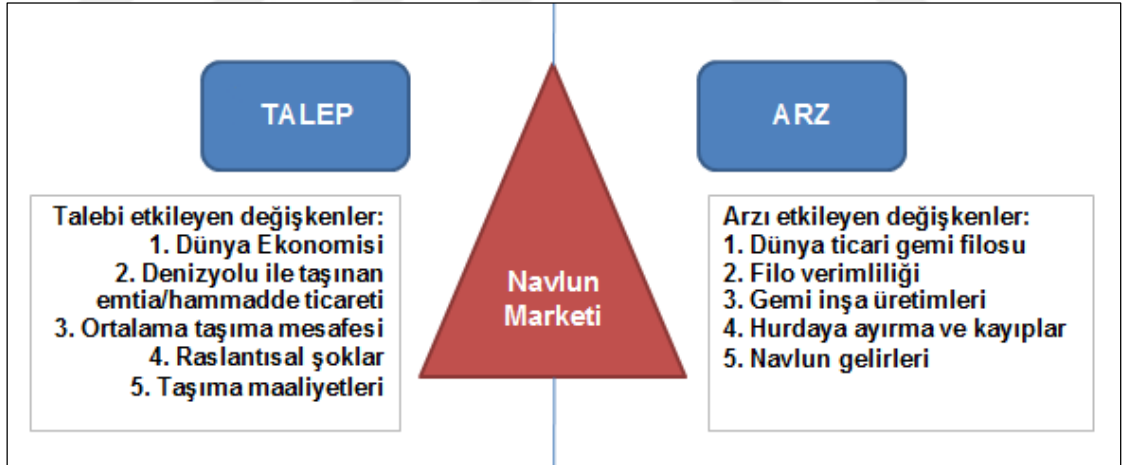 TALEP
Talebi etkileyen değişkenler:
1. Dünya Ekonomisi
2. Denizyolu ile taşınan
emtia/hammadde ticareti
3. Ortalama taşıma mesafesi
4. Raslantısal şoklar
5. Taşıma maaliyetleri
Navlun
Marketi
ARZ
Arzı etkileyen değişkenler:
1. Dünya ticari gemi filosu
2. Filo verimliliği
3. Gemi inşa üretimleri
4. Hurdaya ayırma ve kayıplar
5. Navlun gelirleri